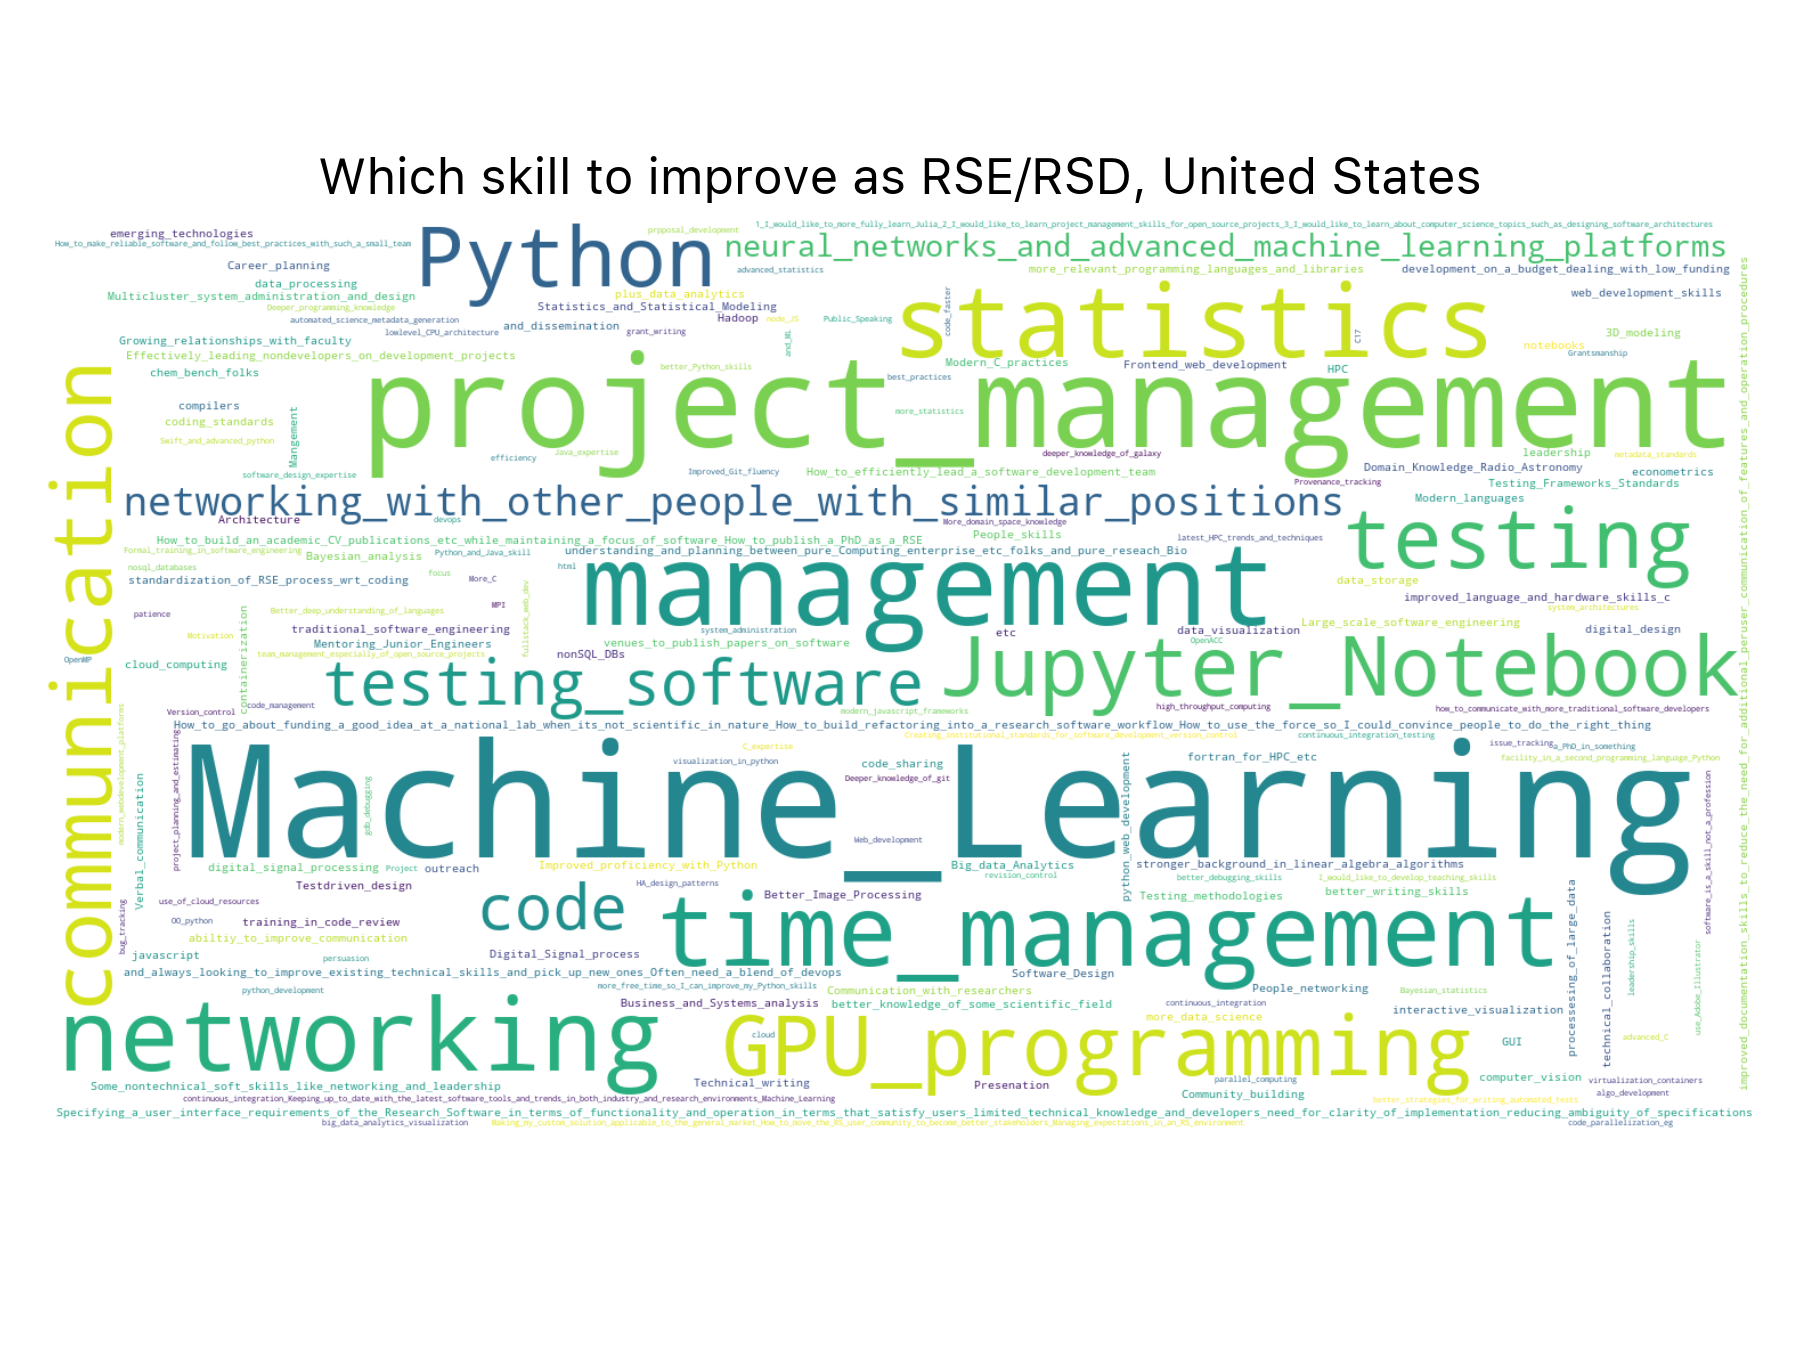 Which skill to improve as RSE/RSD, United States
1_I_would_like_to_more_fully_learn_Julia_2_I_would_like_to_learn_project_management_skills_for_open_source_projects_3_I_would_like_to_learn_about_computer_science_topics_such_as_designing_software_architectures
emerging_technologies
prpposal_development
How_to_make_reliable_software_and_follow_best_practices_with_such_a_small_team
Python
neural_networks_and_advanced_machine_learning_platforms
Career_planning
advanced_statistics
more_relevant_programming_languages_and_libraries
development_on_a_budget_dealing_with_low_funding
data_processing
Multicluster_system_administration_and_design
plus_data_analytics
code_faster
statistics
web_development_skills
Deeper_programming_knowledge
Statistics_and_Statistical_Modeling
automated_science_metadata_generation
Hadoop
node_JS
Public_Speaking
lowlevel_CPU_architecture
and_dissemination
grant_writing
C17
3D_modeling
Growing_relationships_with_faculty
and_ML
notebooks
Effectively_leading_nondevelopers_on_development_projects
Grantsmanship
better_Python_skills
Modern_C_practices
Frontend_web_development
HPC
chem_bench_folks
best_practices
project_management
compilers
more_statistics
coding_standards
Mangement
Swift_and_advanced_python
efficiency
Java_expertise
deeper_knowledge_of_galaxy
leadership
metadata_standards
software_design_expertise
Improved_Git_fluency
How_to_efficiently_lead_a_software_development_team
Domain_Knowledge_Radio_Astronomy
econometrics
Provenance_tracking
Testing_Frameworks_Standards
networking_with_other_people_with_similar_positions
Modern_languages
Architecture
devops
More_domain_space_knowledge
testing
How_to_build_an_academic_CV_publications_etc_while_maintaining_a_focus_of_software_How_to_publish_a_PhD_as_a_RSE
People_skills
latest_HPC_trends_and_techniques
Formal_training_in_software_engineering
Bayesian_analysis
Python_and_Java_skill
understanding_and_planning_between_pure_Computing_enterprise_etc_folks_and_pure_reseach_Bio
nosql_databases
focus
html
standardization_of_RSE_process_wrt_coding
More_C
management
data_storage
fullstack_web_dev
improved_language_and_hardware_skills_c
patience
Better_deep_understanding_of_languages
MPI
system_architectures
containerization
traditional_software_engineering
system_administration
etc
data_visualization
Large_scale_software_engineering
digital_design
Motivation
Mentoring_Junior_Engineers
venues_to_publish_papers_on_software
OpenACC
team_management_especially_of_open_source_projects
nonSQL_DBs
OpenMP
cloud_computing
testing_software
Jupyter_Notebook
communication
improved_documentation_skills_to_reduce_the_need_for_additional_peruser_communication_of_features_and_operation_procedures
code_management
Version_control
modern_javascript_frameworks
high_throughput_computing
how_to_communicate_with_more_traditional_software_developers
How_to_go_about_funding_a_good_idea_at_a_national_lab_when_its_not_scientific_in_nature_How_to_build_refactoring_into_a_research_software_workflow_How_to_use_the_force_so_I_could_convince_people_to_do_the_right_thing
Creating_institutional_standards_for_software_development_version_control
continuous_integration_testing
modern_webdevelopment_platforms
project_planning_and_estimating
C_expertise
issue_tracking
a_PhD_in_something
visualization_in_python
code_sharing
fortran_for_HPC_etc
facility_in_a_second_programming_language_Python
Verbal_communication
gdb_debugging
Deeper_knowledge_of_git
python_web_development
software_is_a_skill_not_a_profession
Machine_Learning
Web_development
digital_signal_processing
Project
outreach
Improved_proficiency_with_Python
Big_data_Analytics
stronger_background_in_linear_algebra_algorithms
revision_control
better_debugging_skills
I_would_like_to_develop_teaching_skills
Testdriven_design
HA_design_patterns
Better_Image_Processing
Testing_methodologies
better_writing_skills
use_of_cloud_resources
code
time_management
bug_tracking
OO_python
training_in_code_review
processesing_of_large_data
technical_collaboration
leadership_skills
use_Adobe_Illustrator
abiltiy_to_improve_communication
javascript
persuasion
Digital_Signal_process
and_always_looking_to_improve_existing_technical_skills_and_pick_up_new_ones_Often_need_a_blend_of_devops
Software_Design
python_development
more_free_time_so_I_can_improve_my_Python_skills
Communication_with_researchers
People_networking
Bayesian_statistics
networking
Business_and_Systems_analysis
better_knowledge_of_some_scientific_field
continuous_integration
interactive_visualization
more_data_science
GPU_programming
cloud
GUI
advanced_C
Some_nontechnical_soft_skills_like_networking_and_leadership
Technical_writing
Presenation
parallel_computing
computer_vision
virtualization_containers
continuous_integration_Keeping_up_to_date_with_the_latest_software_tools_and_trends_in_both_industry_and_research_environments_Machine_Learning
Community_building
better_strategies_for_writing_automated_tests
algo_development
Specifying_a_user_interface_requirements_of_the_Research_Software_in_terms_of_functionality_and_operation_in_terms_that_satisfy_users_limited_technical_knowledge_and_developers_need_for_clarity_of_implementation_reducing_ambiguity_of_specifications
big_data_analytics_visualization
Making_my_custom_solution_applicable_to_the_general_market_How_to_move_the_RS_user_community_to_become_better_stakeholders_Managing_expectations_in_an_RS_environment
code_parallelization_eg